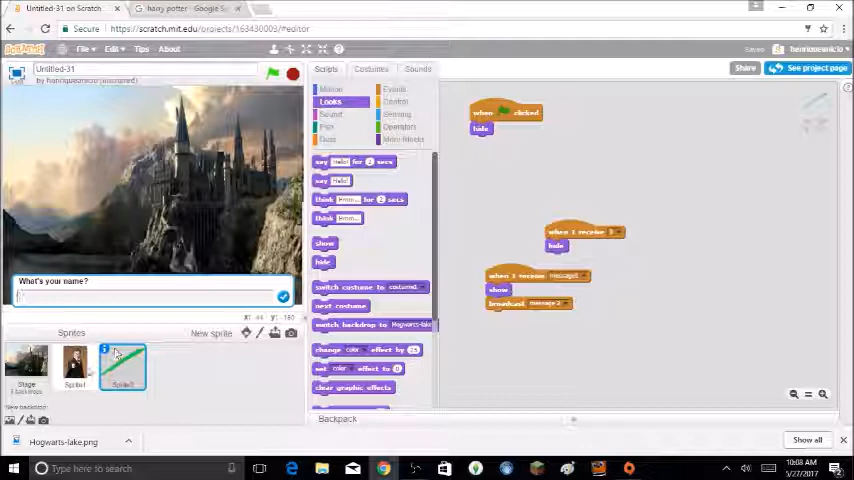 Untitled-31 on Scratch
harry potter - Google S
Secure https://scratch.mit.edu/projects/163430003/#editor
SCRATCH
File
Edit
Tips
About
Saved
Untitled-31
Share
See project page
Scripts
Costumes
Sounds
Motion
Events
Looks
Control
Sound
Sensing
Pen
Operators
Data
More Blocks
say Hello! for 2 secs
say Hello!
think Hmm... for 2 secs
think Hmm...
show
hide
switch costume to costume1
next costume
switch backdrop to Hogwarts-lake
change color effect by 25
set color effect to 0
clear graphic effects
when clicked
hide
when I receive
hide
when I receive message1
show
broadcast message 2
What's your name?
Sprites
New sprite:
Stage
Sprite1
Sprite2
New backdrop:
Backpack
Hogwarts-lake.png
Show all
Type here to search
10:08 AM
5/27/2017